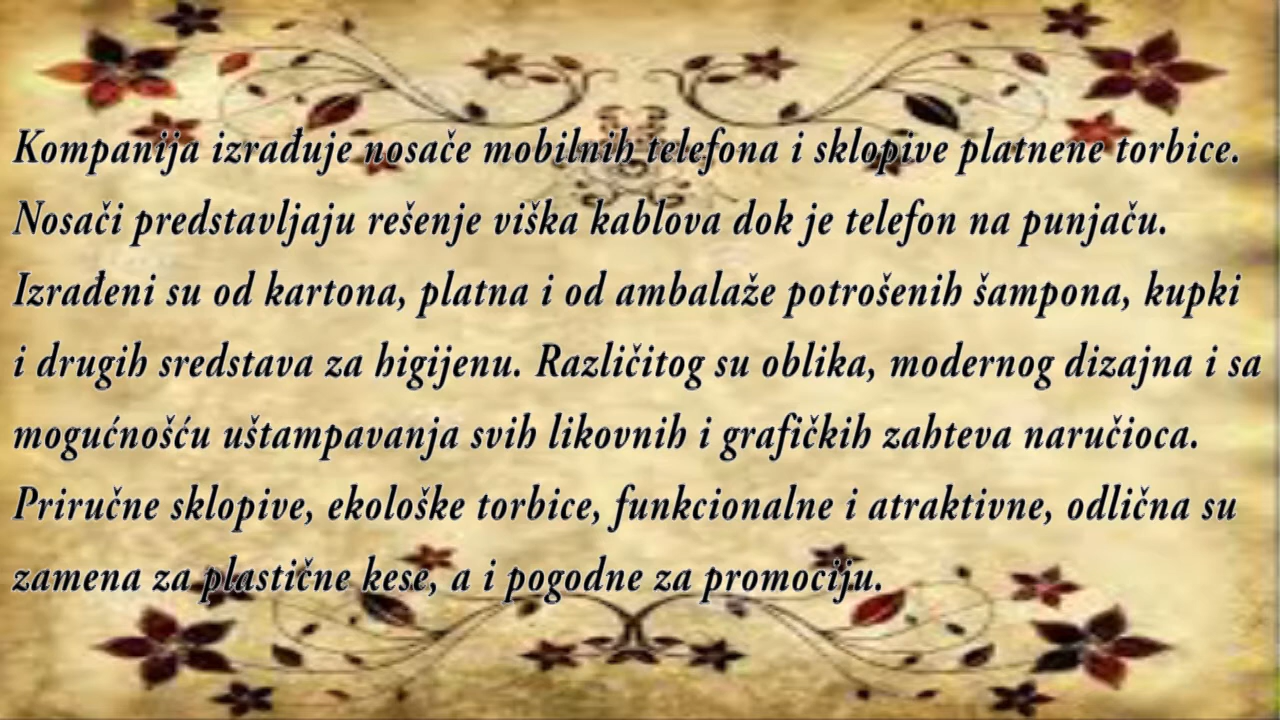 Kompanija izrađuje nosače mobilnih telefona i sklopive platnene torbice.
Nosači predstavljaju rešenje viška kablova dok je telefon na punjaču.
Izrađeni su od kartona, platna i od ambalaže potrošenih šampona, kupki
i drugih sredstava za higijenu. Različitog su oblika, modernog dizajna i sa
mogućnošću uštampavanja svih likovnih i grafičkih zahteva naručioca.
Priručne sklopive, ekološke torbice, funkcionalne i atraktivne, odlična su
zamena za plastične kese, a i pogodne za promociju.